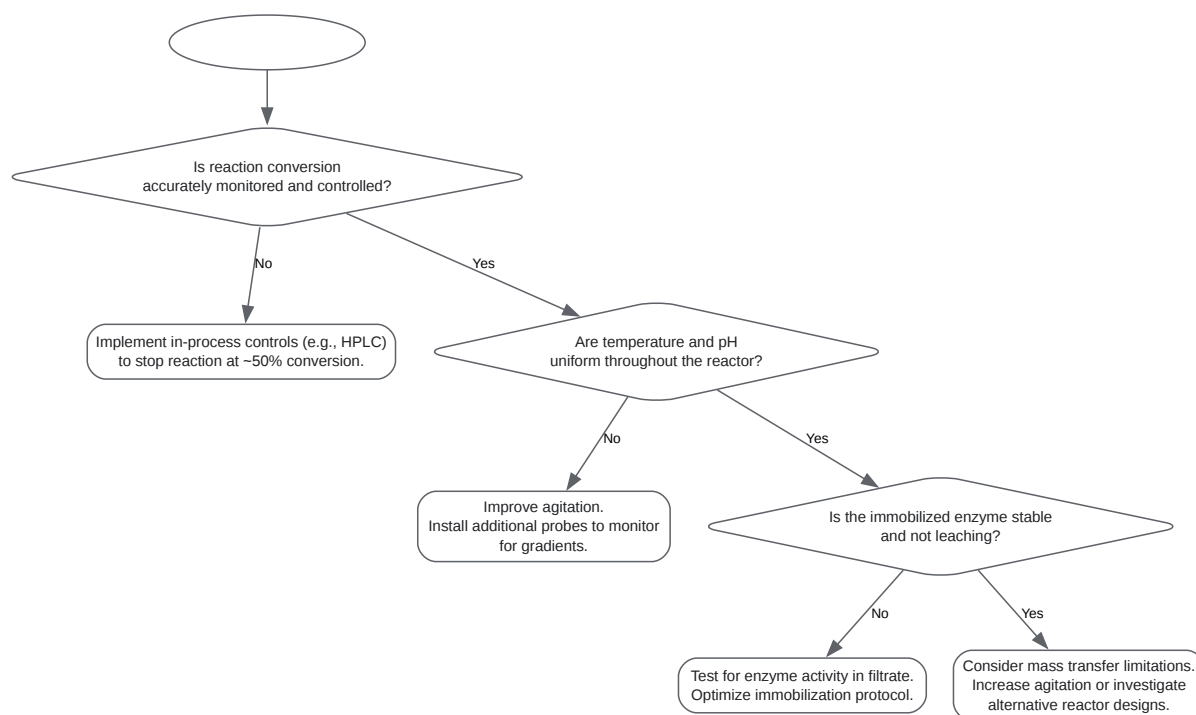 Is reaction conversion
accurately monitored and controlled?
No
Yes
Implement in-process controls (e.g., HPLC)
to stop reaction at ~50% conversion.
Are temperature and pH
uniform throughout the reactor?
No
Yes
Improve agitation.
Install additional probes to monitor
for gradients.
Is the immobilized enzyme stable
and not leaching?
No
Yes
Test for enzyme activity in filtrate.
Optimize immobilization protocol.
Consider mass transfer limitations.
Increase agitation or investigate
alternative reactor designs.